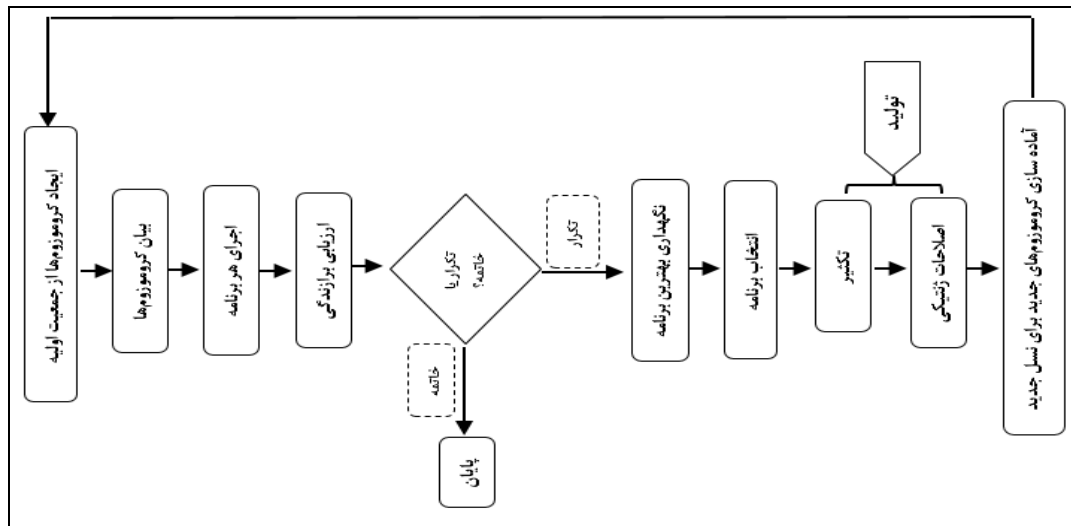 ایجاد کروموزوم‌ها از جمعیت اولیه
بیان کروموزوم‌ها
اجرای هر برنامه
ارزیابی برازندگی
تکرار یا
خاتمه؟
خاتمه
پایان
تکرار
نگهداری بهترین برنامه
انتخاب برنامه
تولید
تکثیر
اصلاحات ژنتیکی
آماده سازی کروموزوم‌های جدید برای نسل جدید